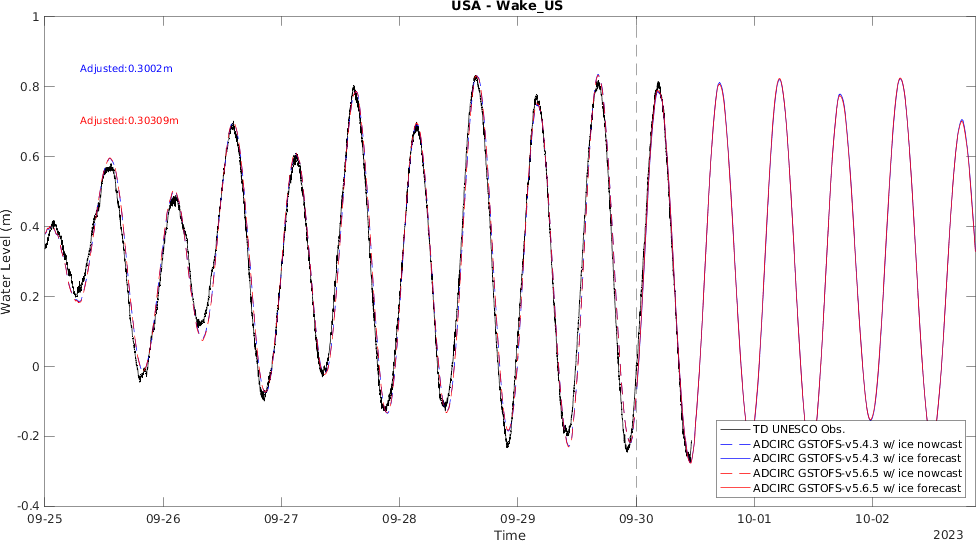 USA - Wake_US
1
Adjusted:0.3002m
0.8
Adjusted:0.30309m
0.6
0.4
Water Level (m)
0.2
0
-0.2
-0.4
TD UNESCO Obs.
ADCIRC GSTOFS-v5.4.3 w/ ice nowcast
ADCIRC GSTOFS-v5.4.3 w/ ice forecast
ADCIRC GSTOFS-v5.6.5 w/ ice nowcast
ADCIRC GSTOFS-v5.6.5 w/ ice forecast
09-25 09-26 09-27 09-28 09-29 09-30 10-01 10-02
Time
2023